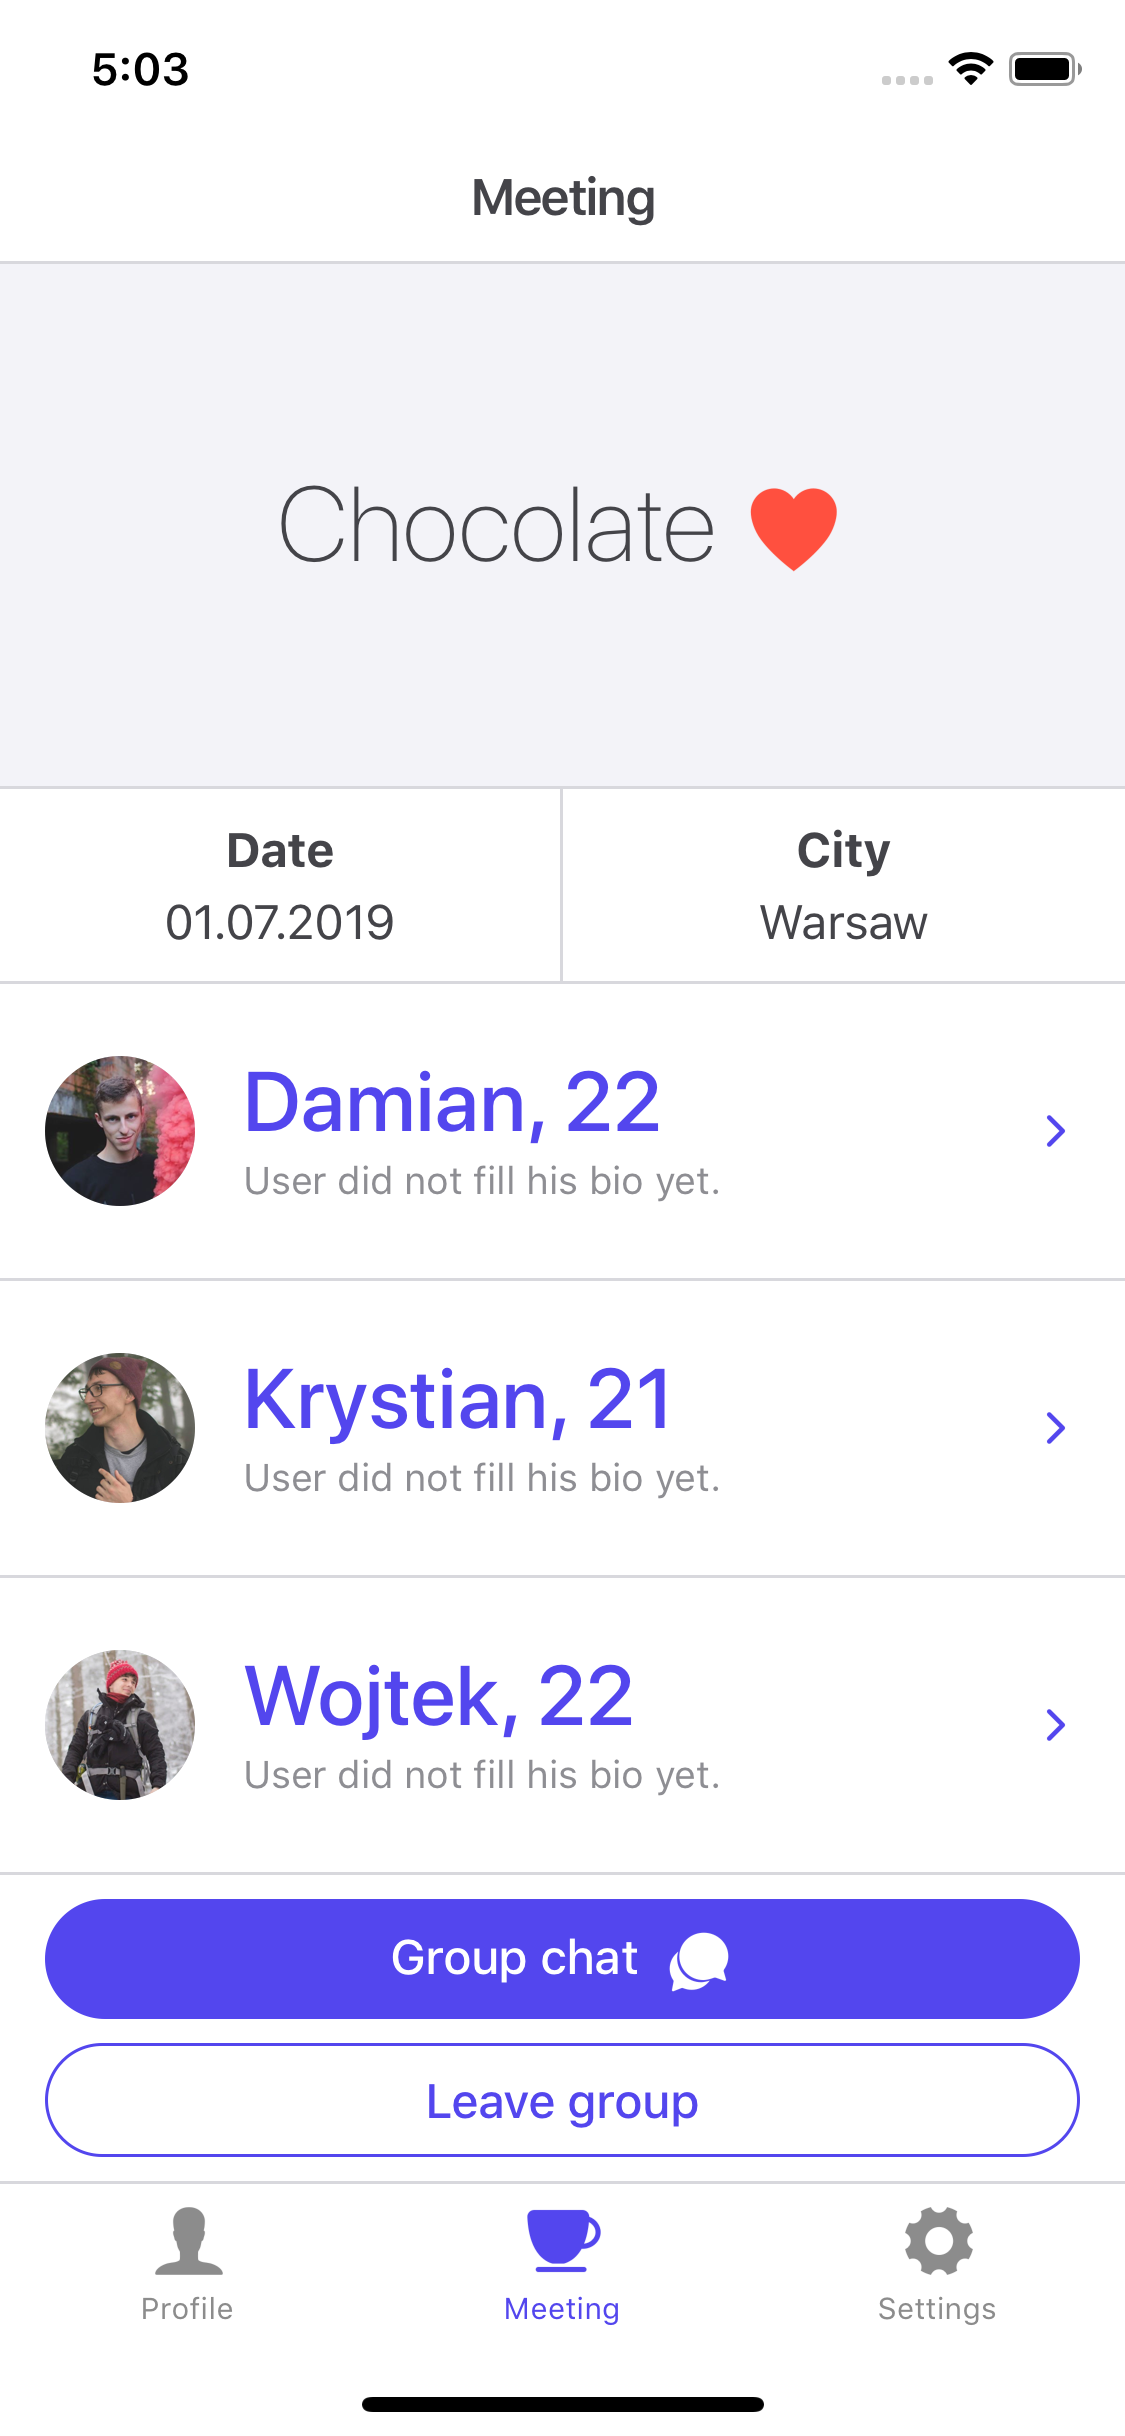 5:03
Meeting
Chocolate
Date
01.07.2019
City
Warsaw
Damian, 22
User did not fill his bio yet.
Krystian, 21
User did not fill his bio yet.
Wojtek, 22
User did not fill his bio yet.
Group chat
Leave group
Profile
Meeting
Settings